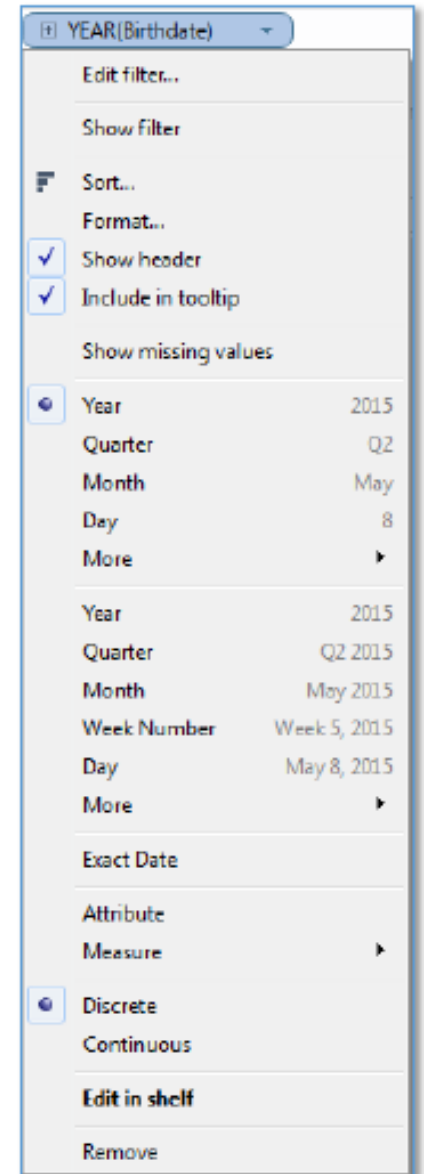 YEAR(Birthdate)
Edit filter...
Show filter
Sort...
Format...
Show header
Include in tooltip
Show missing values
Year 2015
Quarter Q2
Month May
Day 8
More
Year 2015
Quarter Q2 2015
Month May 2015
Week Number Week 5, 2015
Day May 8, 2015
More
Exact Date
Attribute
Measure
Discrete
Continuous
Edit in shelf
Remove